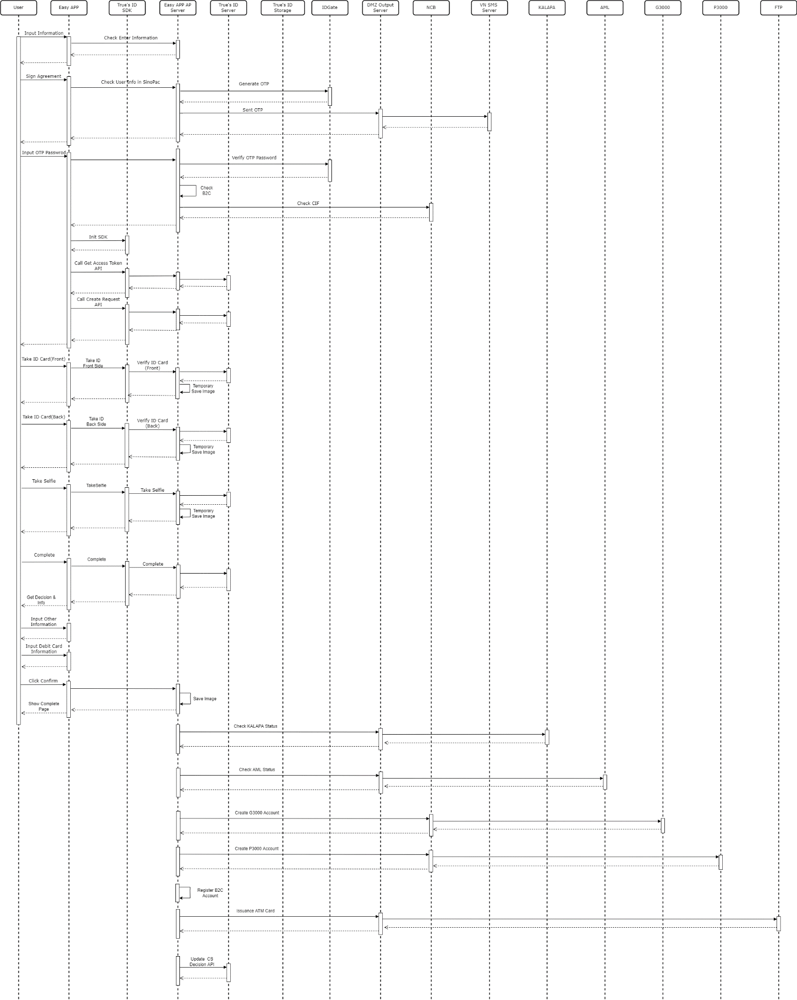 User
Easy APP
True's ID
SDK
Easy APP AP
Server
True's ID
Server
True's ID
Storage
IDGate
DMZ Output
Server
NCB
VN SMS
Server
KALAPA
AML
G3000
P3000
FTP
Input Information
Check Enter Information
Sign Agreement
Check User Info in SinoPac
Generate OTP
Sent OTP
Input OTP Passwrod
Verify OTP Password
Check
B2C
Check CIF
Init SDK
Call Get Access Token
API
Call Create Request
API
Take ID Card(Front)
Take ID
Front Side
Verify ID Card
(Front)
Temporary
Save Image
Take ID Card(Back)
Take ID
Back Side
Verify ID Card
(Back)
Temporary
Save Image
Take Selfie
TakeSelfie
Take Selfie
Temporary
Save Image
Complete
Complete
Complete
Get Decision &
Info
Input Other
Information
Input Debit Card
Information
Click Confirm
Save Image
Show Complete
Page
Check KALAPA Status
Check AML Status
Create G3000 Account
Create P3000 Account
Register B2C
Account
Issuance ATM Card
Update CS
Decision API